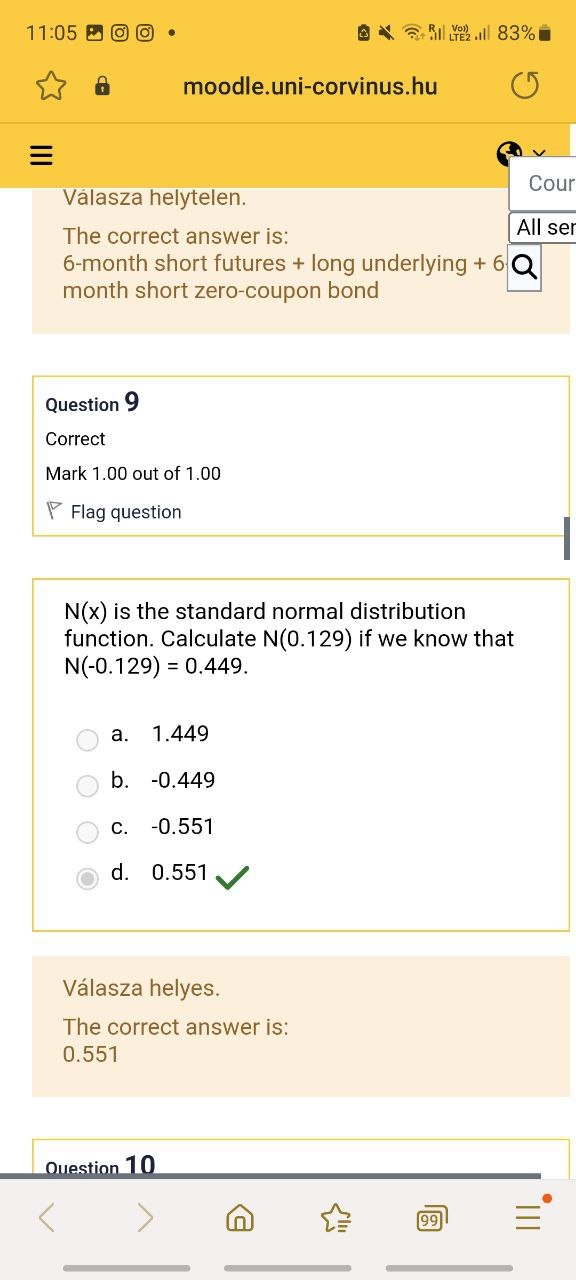 11:05
R
Vo))
LTE2
83%
moodle.uni-corvinus.hu
Cour
All ser
Válasza helytelen.
The correct answer is:
6-month short futures + long underlying + 6-
month short zero-coupon bond
Question 9
Correct
Mark 1.00 out of 1.00
Flag question
N(x) is the standard normal distribution
function. Calculate N(0.129) if we know that
N(-0.129) = 0.449.
a. 1.449
b. -0.449
c. -0.551
d. 0.551
Válasza helyes.
The correct answer is:
0.551
Question 10
99